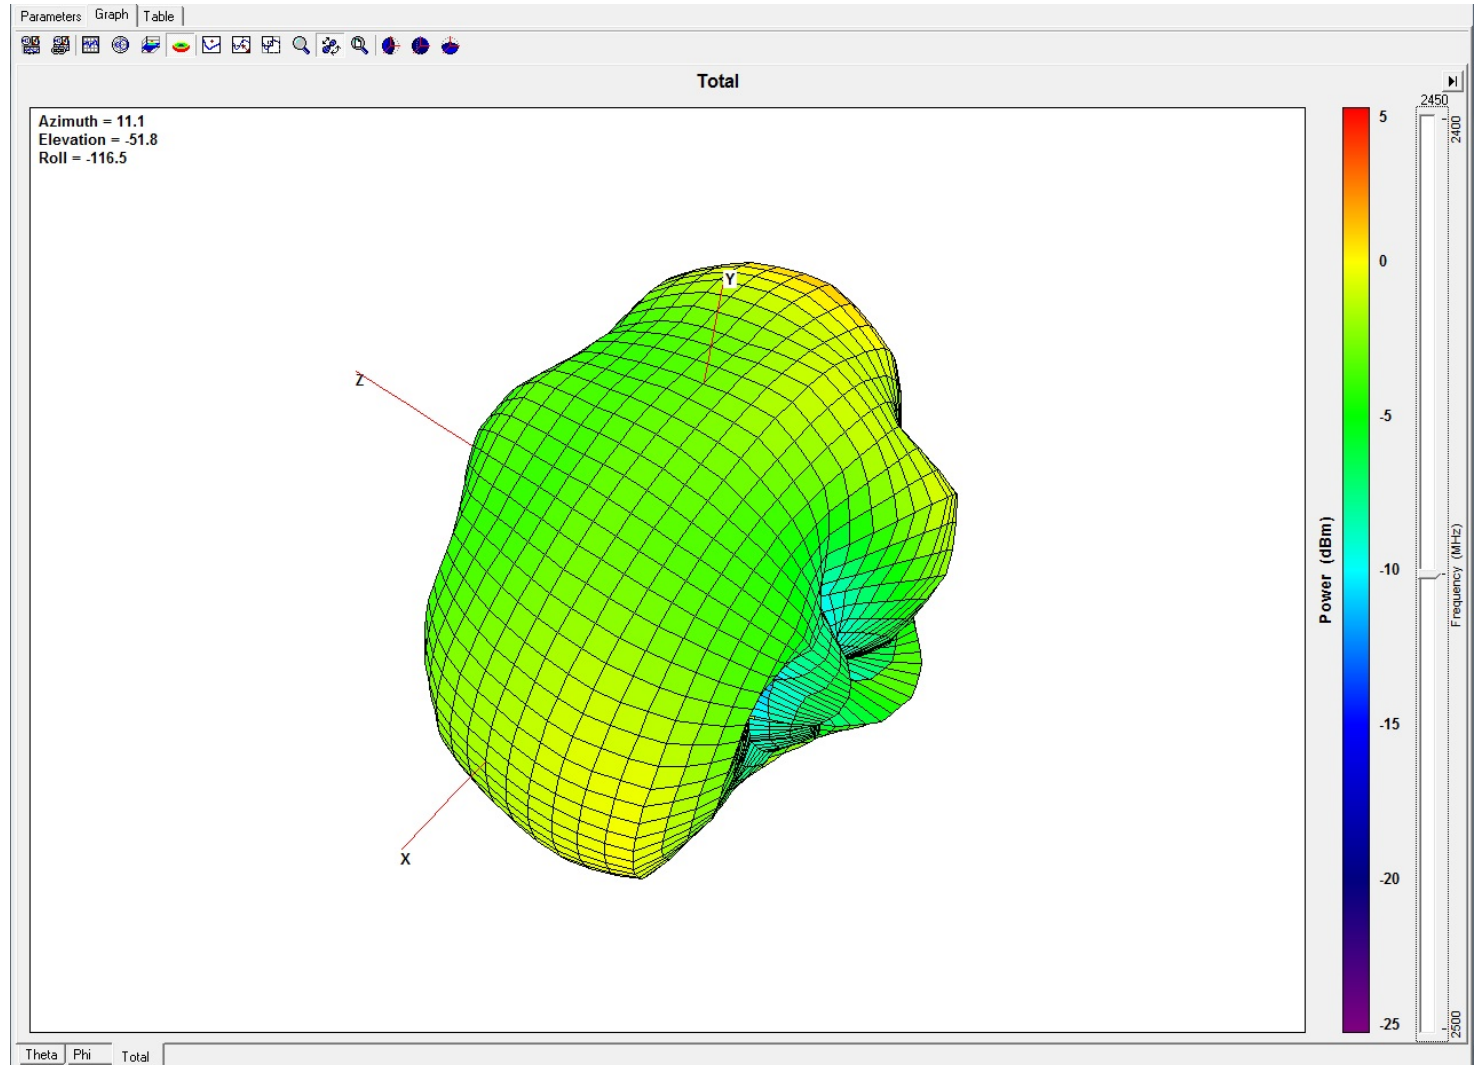 Parameters Graph Table
Total
Azimuth = 11.1
Elevation = -51.8
Roll = -116.5
Y
Z
X
5
0
-5
-10
-15
-20
-25
Power (dBm)
2450
2400
Frequency (MHz)
2500
Theta Phi Total